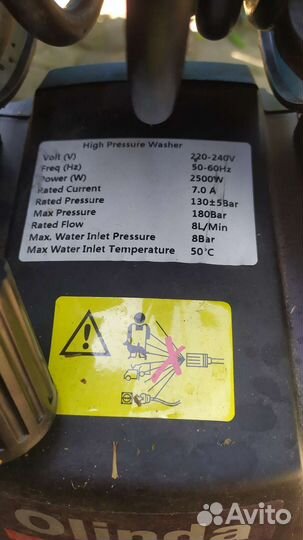 High Pressure Washer
Volt (V) 220-240V
Freq (Hz) 50-60Hz
Power (W) 2500W
Rated Current 7.0 A
Rated Pressure 130±5Bar
Max Pressure 180Bar
Rated Flow 8L/Min
Max. Water Inlet Pressure 8Bar
Max Water Inlet Temperature 50°C
Olinda
Avito